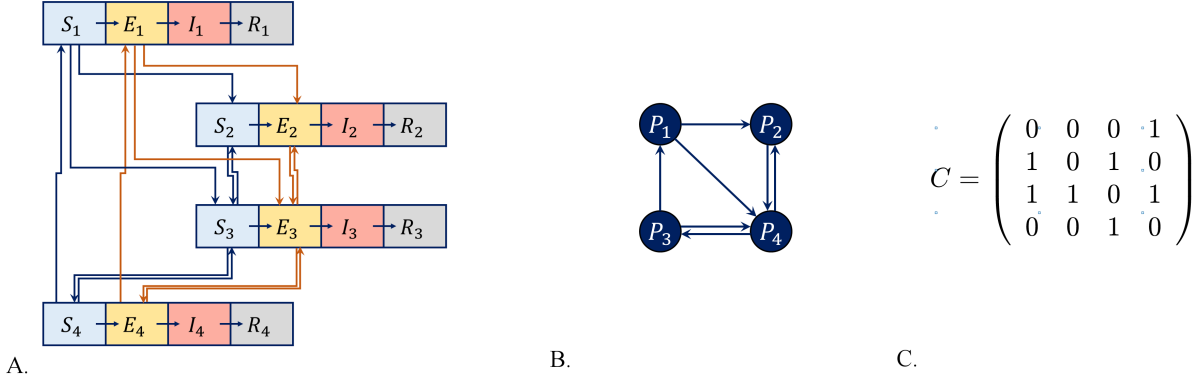 S₁ E₁ I₁ R₁
S₂ E₂ I₂ R₂
S₃ E₃ I₃ R₃
S₄ E₄ I₄ R₄
A.
P₁ P₂
P₃ P₄
B.
C =
0 0 0 1
1 0 1 0
1 1 0 1
0 0 1 0
C.